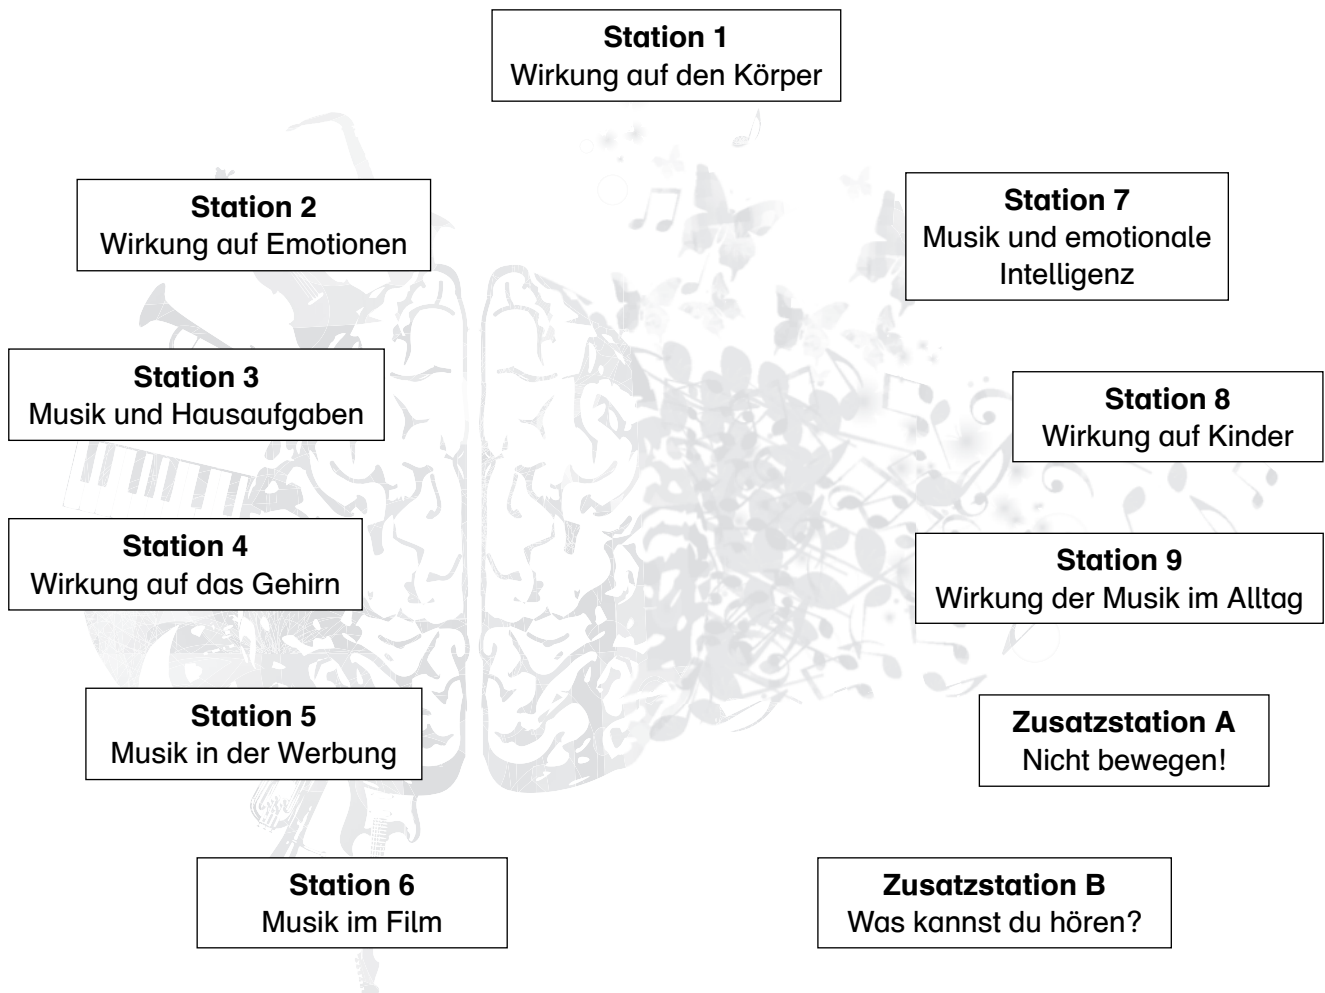 Station 1
Wirkung auf den Körper
Station 2
Wirkung auf Emotionen
Station 3
Musik und Hausaufgaben
Station 4
Wirkung auf das Gehirn
Station 5
Musik in der Werbung
Station 6
Musik im Film
Station 7
Musik und emotionale
Intelligenz
Station 8
Wirkung auf Kinder
Station 9
Wirkung der Musik im Alltag
Zusatzstation A
Nicht bewegen!
Zusatzstation B
Was kannst du hören?